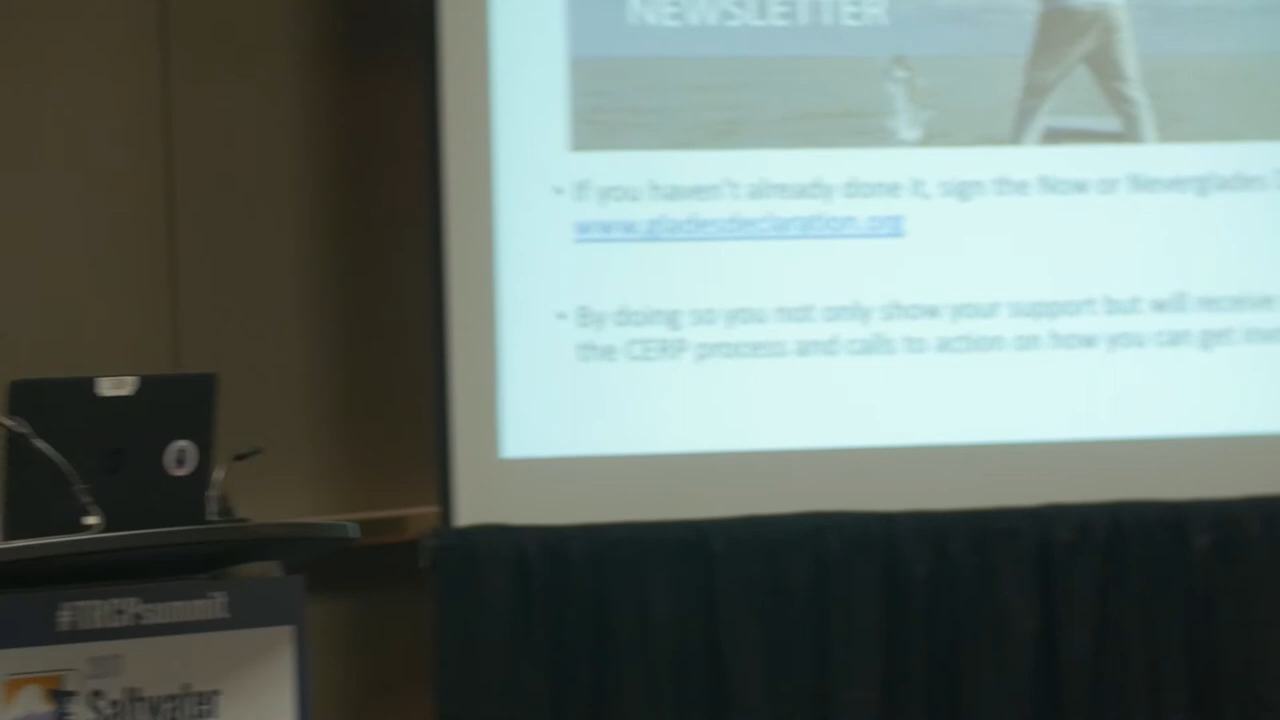 NEWSLETTER
• If you haven't already done it, sign the Now or Neverglades
www.gladesdeclaration.org
• By doing so you not only show your support but will receive
the CERP process and calls to action on how you can get
#TRCPsummit
2017
Saltwater